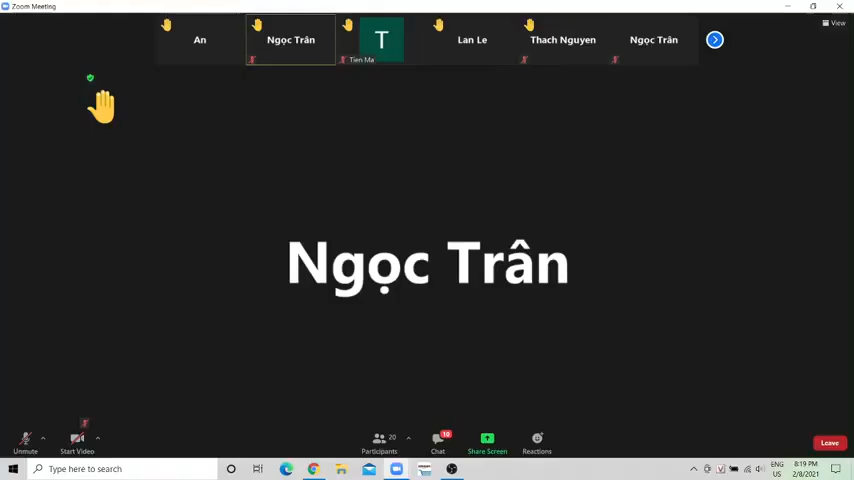 Zoom Meeting
View
An
Ngọc Trân
T
Tien Ma
Lan Le
Thach Nguyen
Ngọc Trân
Ngọc Trân
Unmute
Start Video
20
Participants
10
Chat
Share Screen
Reactions
Leave
Type here to search
ENG
US
8:19 PM
2/8/2021